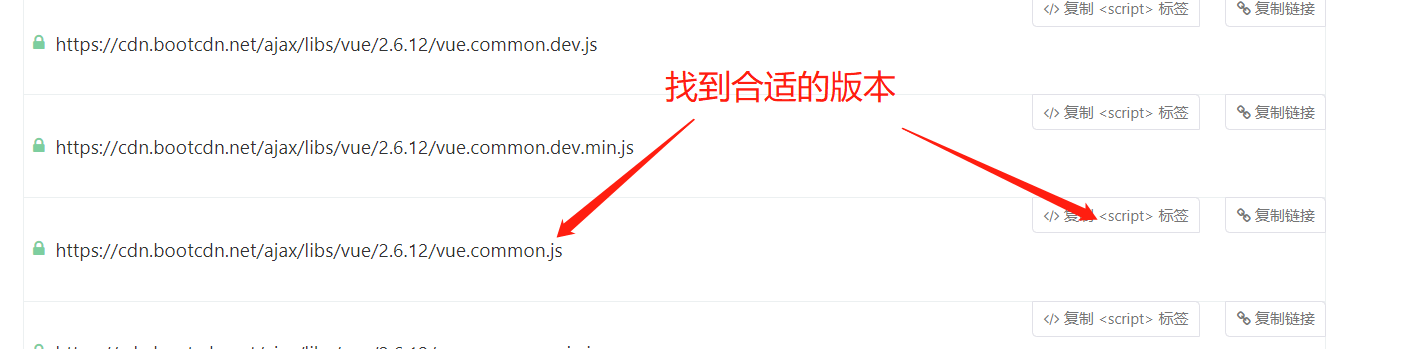 </> 复制 <script> 标签 复制链接
https://cdn.bootcdn.net/ajax/libs/vue/2.6.12/vue.common.dev.js
找到合适的版本
</> 复制 <script> 标签 复制链接
https://cdn.bootcdn.net/ajax/libs/vue/2.6.12/vue.common.dev.min.js
</> 复制 <script> 标签 复制链接
https://cdn.bootcdn.net/ajax/libs/vue/2.6.12/vue.common.js
</> 复制 <script> 标签 复制链接